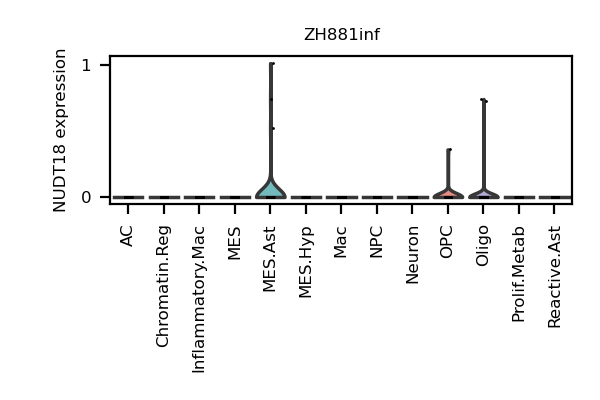 ZH881inf
NUDT18 expression
1
0
AC
Chromatin.Reg
Inflammatory.Mac
MES
MES.Ast
MES.Hyp
Mac
NPC
Neuron
OPC
Oligo
Prolif.Metab
Reactive.Ast